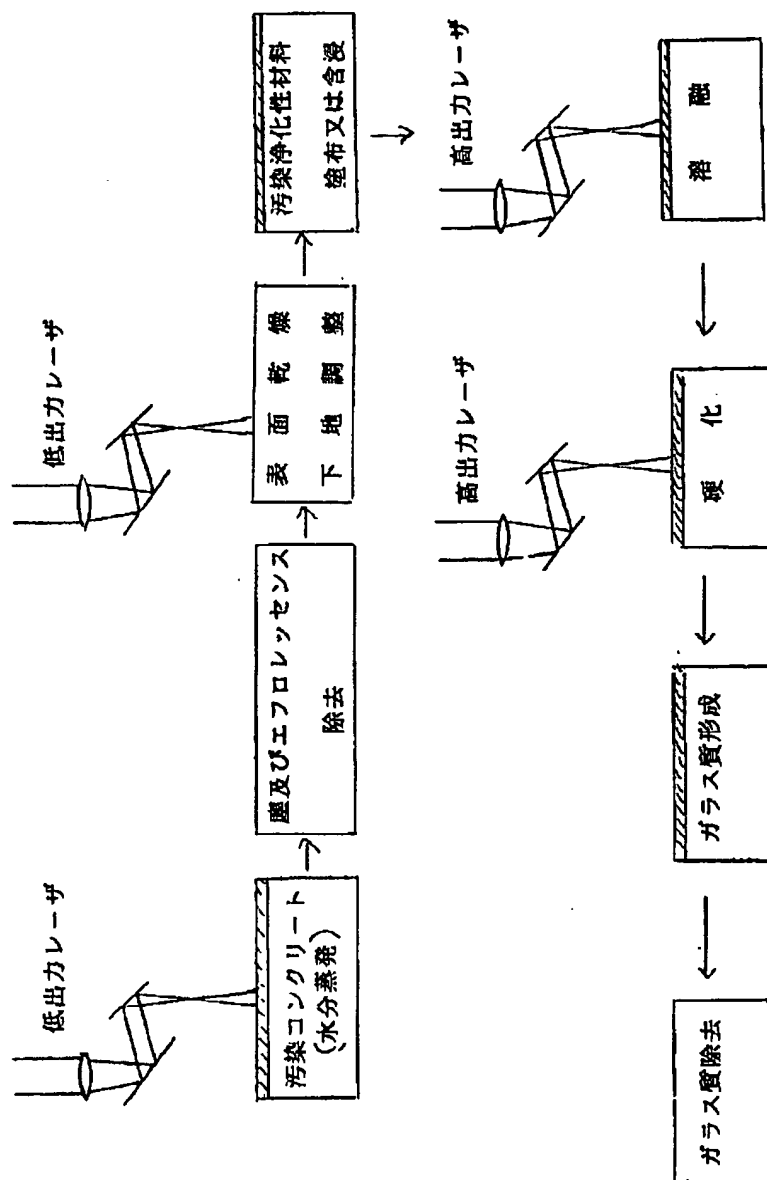 低出力レーザ
汚染コンクリート
(水分蒸発)
塵及びエフロレッセンス
除去
低出力レーザ
表面乾燥
下地調整
汚染浄化性材料
塗布又は含浸
高出力レーザ
溶融
高出力レーザ
硬化
ガラス質形成
ガラス質除去